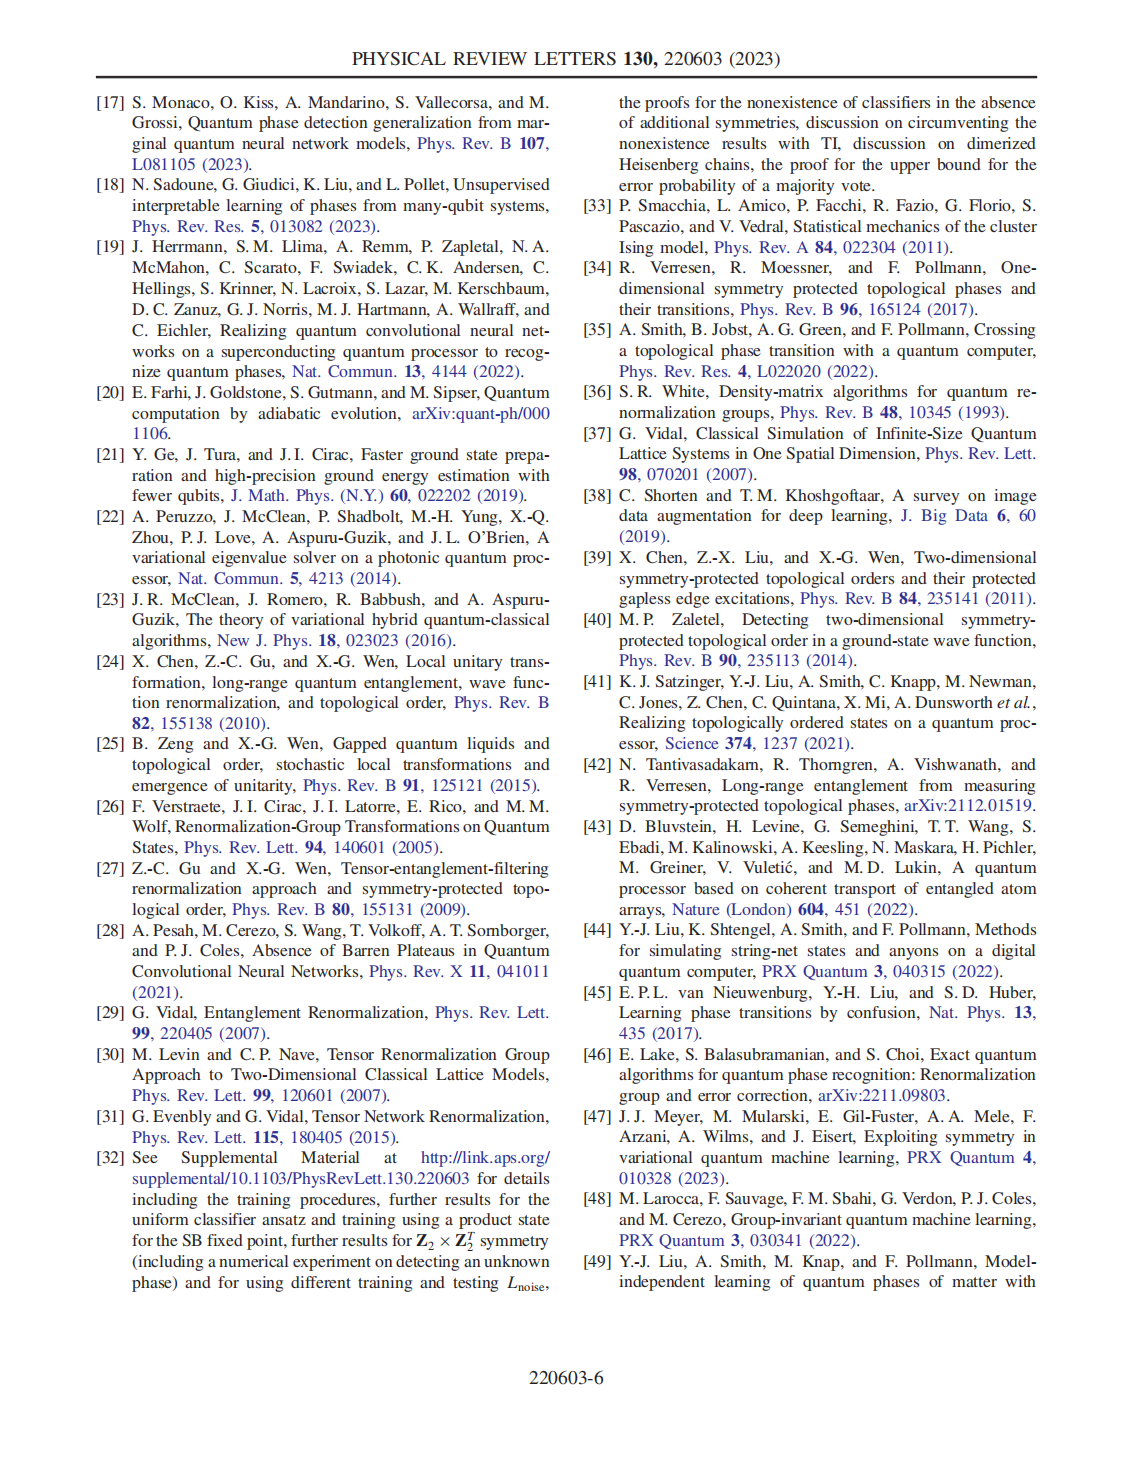 PHYSICAL REVIEW LETTERS 130, 220603 (2023)
[17] S. Monaco, O. Kiss, A. Mandarino, S. Vallecorsa, and M.
Grossi, Quantum phase detection generalization from mar-
ginal quantum neural network models, Phys. Rev. B 107,
L081105 (2023).
[18] N. Sadoune, G. Giudici, K. Liu, and L. Pollet, Unsupervised
interpretable learning of phases from many-qubit systems,
Phys. Rev. Res. 5, 013082 (2023).
[19] J. Herrmann, S. M. Llima, A. Remm, P. Zapletal, N. A.
McMahon, C. Scarato, F. Swiadek, C. K. Andersen, C.
Hellings, S. Krinner, N. Lacroix, S. Lazar, M. Kerschbaum,
D. C. Zanuz, G. J. Norris, M. J. Hartmann, A. Wallraff, and
C. Eichler, Realizing quantum convolutional neural net-
works on a superconducting quantum processor to recog-
nize quantum phases, Nat. Commun. 13, 4144 (2022).
[20] E. Farhi, J. Goldstone, S. Gutmann, and M. Sipser, Quantum
computation by adiabatic evolution, arXiv:quant-ph/000
1106.
[21] Y. Ge, J. Tura, and J. I. Cirac, Faster ground state prepa-
ration and high-precision ground energy estimation with
fewer qubits, J. Math. Phys. (N.Y.) 60, 022202 (2019).
[22] A. Peruzzo, J. McClean, P. Shadbolt, M.-H. Yung, X.-Q.
Zhou, P. J. Love, A. Aspuru-Guzik, and J. L. O'Brien, A
variational eigenvalue solver on a photonic quantum proc-
essor, Nat. Commun. 5, 4213 (2014).
[23] J. R. McClean, J. Romero, R. Babbush, and A. Aspuru-
Guzik, The theory of variational hybrid quantum-classical
algorithms, New J. Phys. 18, 023023 (2016).
[24] X. Chen, Z.-C. Gu, and X.-G. Wen, Local unitary trans-
formation, long-range quantum entanglement, wave func-
tion renormalization, and topological order, Phys. Rev. B
82, 155138 (2010).
[25] B. Zeng and X.-G. Wen, Gapped quantum liquids and
topological order, stochastic local transformations and
emergence of unitarity, Phys. Rev. B 91, 125121 (2015).
[26] F. Verstraete, J. I. Cirac, J. I. Latorre, E. Rico, and M. M.
Wolf, Renormalization-Group Transformations on Quantum
States, Phys. Rev. Lett. 94, 140601 (2005).
[27] Z.-C. Gu and X.-G. Wen, Tensor-entanglement-filtering
renormalization approach and symmetry-protected topo-
logical order, Phys. Rev. B 80, 155131 (2009).
[28] A. Pesah, M. Cerezo, S. Wang, T. Volkoff, A. T. Sornborger,
and P. J. Coles, Absence of Barren Plateaus in Quantum
Convolutional Neural Networks, Phys. Rev. X 11, 041011
(2021).
[29] G. Vidal, Entanglement Renormalization, Phys. Rev. Lett.
99, 220405 (2007).
[30] M. Levin and C. P. Nave, Tensor Renormalization Group
Approach to Two-Dimensional Classical Lattice Models,
Phys. Rev. Lett. 99, 120601 (2007).
[31] G. Evenbly and G. Vidal, Tensor Network Renormalization,
Phys. Rev. Lett. 115, 180405 (2015).
[32] See Supplemental Material at http://link.aps.org/
supplemental/10.1103/PhysRevLett.130.220603 for details
including the training procedures, further results for the
uniform classifier ansatz and training using a product state
for the SB fixed point, further results for Z₂ × Z₂ᵀ symmetry
(including a numerical experiment on detecting an unknown
phase) and for using different training and testing L_noise,
the proofs for the nonexistence of classifiers in the absence
of additional symmetries, discussion on circumventing the
nonexistence results with TI, discussion on dimerized
Heisenberg chains, the proof for the upper bound for the
error probability of a majority vote.
[33] P. Smacchia, L. Amico, P. Facchi, R. Fazio, G. Florio, S.
Pascazio, and V. Vedral, Statistical mechanics of the cluster
Ising model, Phys. Rev. A 84, 022304 (2011).
[34] R. Verresen, R. Moessner, and F. Pollmann, One-
dimensional symmetry protected topological phases and
their transitions, Phys. Rev. B 96, 165124 (2017).
[35] A. Smith, B. Jobst, A. G. Green, and F. Pollmann, Crossing
a topological phase transition with a quantum computer,
Phys. Rev. Res. 4, L022020 (2022).
[36] S. R. White, Density-matrix algorithms for quantum re-
normalization groups, Phys. Rev. B 48, 10345 (1993).
[37] G. Vidal, Classical Simulation of Infinite-Size Quantum
Lattice Systems in One Spatial Dimension, Phys. Rev. Lett.
98, 070201 (2007).
[38] C. Shorten and T. M. Khoshgoftaar, A survey on image
data augmentation for deep learning, J. Big Data 6, 60
(2019).
[39] X. Chen, Z.-X. Liu, and X.-G. Wen, Two-dimensional
symmetry-protected topological orders and their protected
gapless edge excitations, Phys. Rev. B 84, 235141 (2011).
[40] M. P. Zaletel, Detecting two-dimensional symmetry-
protected topological order in a ground-state wave function,
Phys. Rev. B 90, 235113 (2014).
[41] K. J. Satzinger, Y.-J. Liu, A. Smith, C. Knapp, M. Newman,
C. Jones, Z. Chen, C. Quintana, X. Mi, A. Dunsworth et al.,
Realizing topologically ordered states on a quantum proc-
essor, Science 374, 1237 (2021).
[42] N. Tantivasadakarn, R. Thorngren, A. Vishwanath, and
R. Verresen, Long-range entanglement from measuring
symmetry-protected topological phases, arXiv:2112.01519.
[43] D. Bluvstein, H. Levine, G. Semeghini, T. T. Wang, S.
Ebadi, M. Kalinowski, A. Keesling, N. Maskara, H. Pichler,
M. Greiner, V. Vuletić, and M. D. Lukin, A quantum
processor based on coherent transport of entangled atom
arrays, Nature (London) 604, 451 (2022).
[44] Y.-J. Liu, K. Shtengel, A. Smith, and F. Pollmann, Methods
for simulating string-net states and anyons on a digital
quantum computer, PRX Quantum 3, 040315 (2022).
[45] E. P. L. van Nieuwenburg, Y.-H. Liu, and S. D. Huber,
Learning phase transitions by confusion, Nat. Phys. 13,
435 (2017).
[46] E. Lake, S. Balasubramanian, and S. Choi, Exact quantum
algorithms for quantum phase recognition: Renormalization
group and error correction, arXiv:2211.09803.
[47] J. J. Meyer, M. Mularski, E. Gil-Fuster, A. A. Mele, F.
Arzani, A. Wilms, and J. Eisert, Exploiting symmetry in
variational quantum machine learning, PRX Quantum 4,
010328 (2023).
[48] M. Larocca, F. Sauvage, F. M. Sbahi, G. Verdon, P. J. Coles,
and M. Cerezo, Group-invariant quantum machine learning,
PRX Quantum 3, 030341 (2022).
[49] Y.-J. Liu, A. Smith, M. Knap, and F. Pollmann, Model-
independent learning of quantum phases of matter with
220603-6